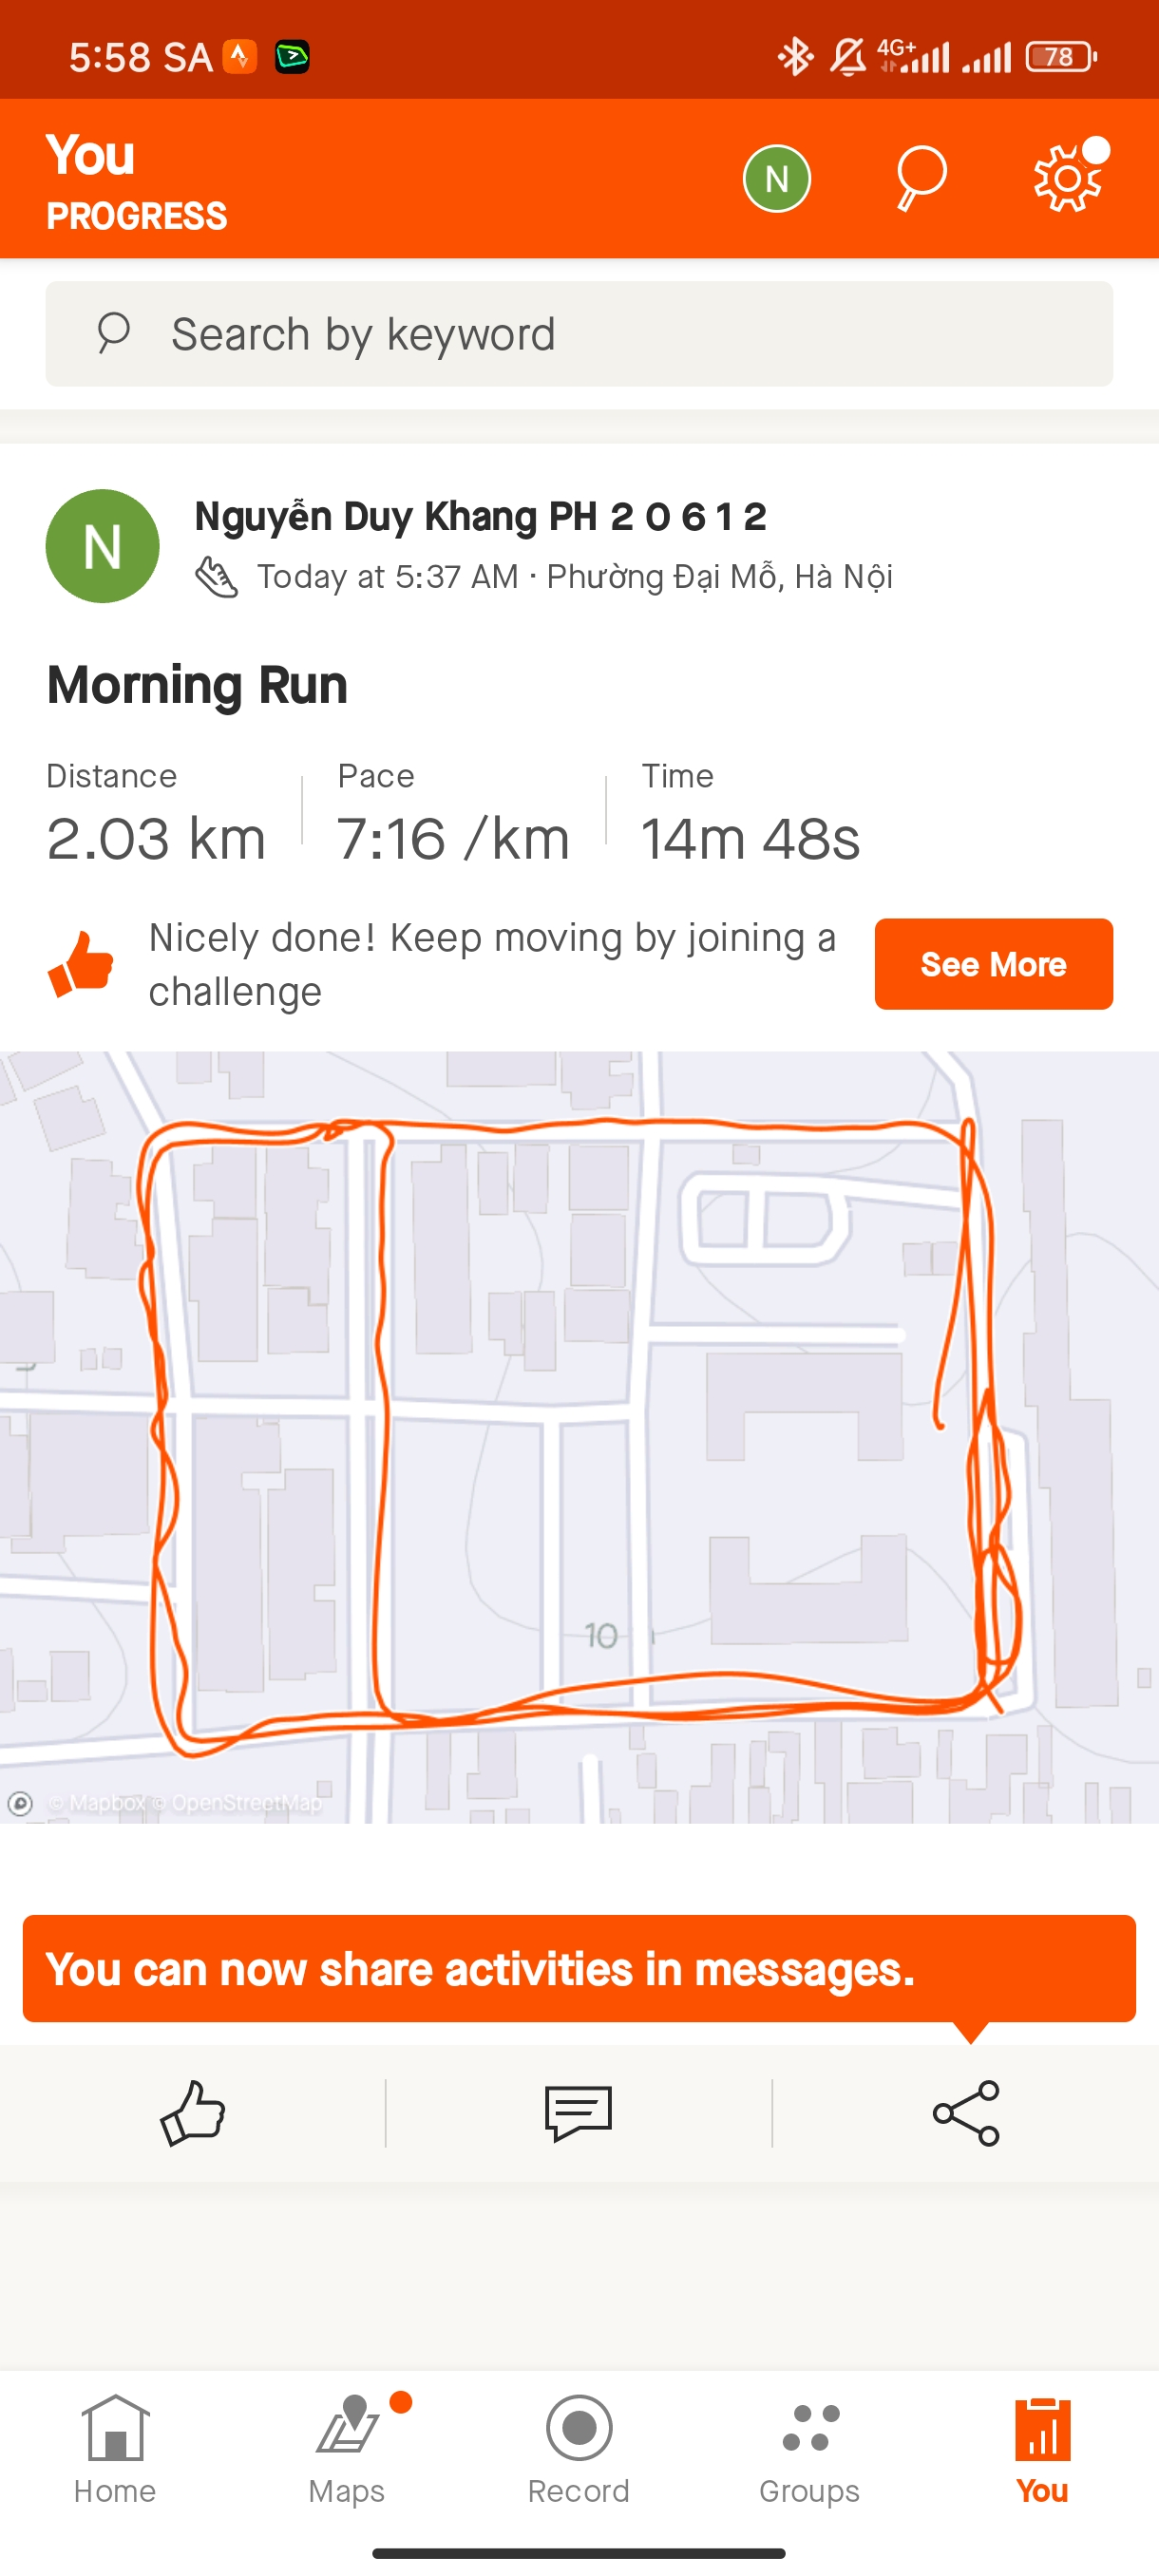 5:58 SA
4G+
78
You
PROGRESS
N
Search by keyword
N
Nguyễn Duy Khang PH 2 0 6 1 2
Today at 5:37 AM · Phường Đại Mỗ, Hà Nội
Morning Run
Distance
Pace
Time
2.03 km
7:16 /km
14m 48s
Nicely done! Keep moving by joining a
challenge
See More
10
© Mapbox © OpenStreetMap
You can now share activities in messages.
Home
Maps
Record
Groups
You